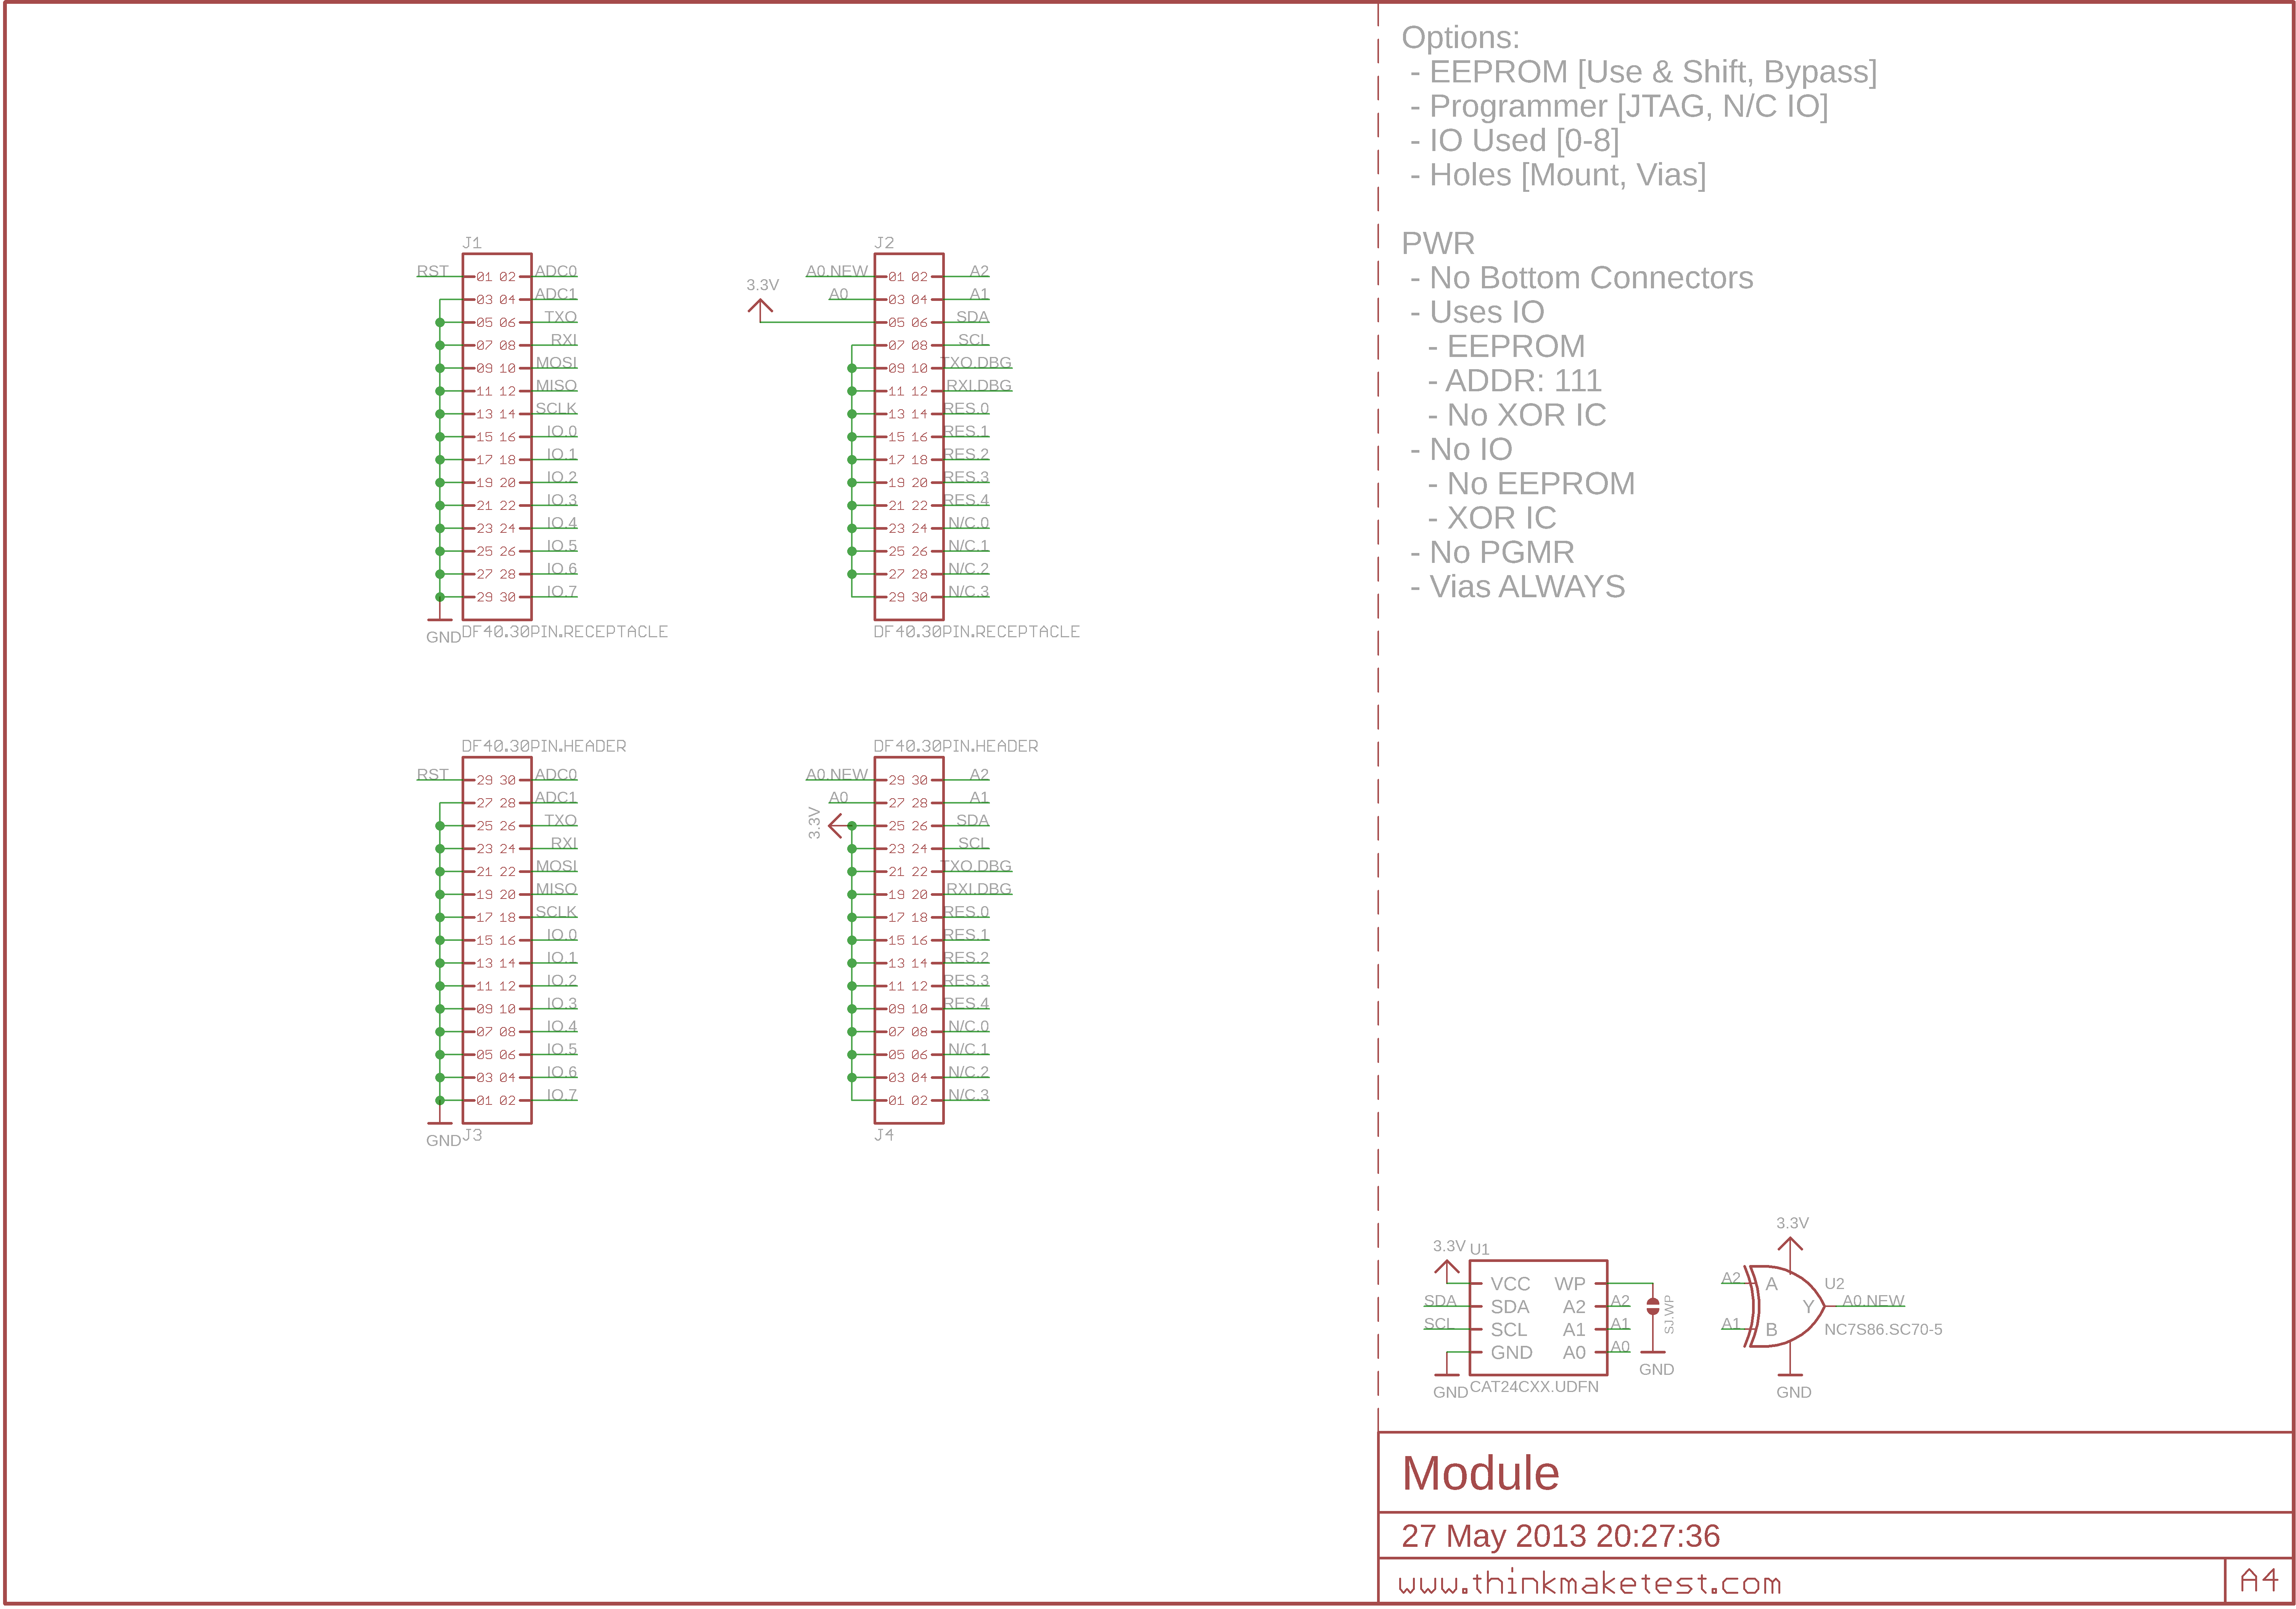 Options:
- EEPROM [Use & Shift, Bypass]
- Programmer [JTAG, N/C IO]
- IO Used [0-8]
- Holes [Mount, Vias]
PWR
- No Bottom Connectors
- Uses IO
- EEPROM
- ADDR: 111
- No XOR IC
- No IO
- No EEPROM
- XOR IC
- No PGMR
- Vias ALWAYS
J1
RST 01 02 ADC0
03 04 ADC1
05 06 TXO
07 08 RXI
09 10 MOSI
11 12 MISO
13 14 SCLK
15 16 IO.0
17 18 IO.1
19 20 IO.2
21 22 IO.3
23 24 IO.4
25 26 IO.5
27 28 IO.6
29 30 IO.7
GND DF40.30PIN.RECEPTACLE
J2
A0.NEW 01 02 A2
3.3V
A0 03 04 A1
05 06 SDA
07 08 SCL
09 10 TXO.DBG
11 12 RXI.DBG
13 14 RES.0
15 16 RES.1
17 18 RES.2
19 20 RES.3
21 22 RES.4
23 24 N/C.0
25 26 N/C.1
27 28 N/C.2
29 30 N/C.3
DF40.30PIN.RECEPTACLE
DF40.30PIN.HEADER
RST 29 30 ADC0
27 28 ADC1
25 26 TXO
23 24 RXI
21 22 MOSI
19 20 MISO
17 18 SCLK
15 16 IO.0
13 14 IO.1
11 12 IO.2
09 10 IO.3
07 08 IO.4
05 06 IO.5
03 04 IO.6
01 02 IO.7
GND J3
DF40.30PIN.HEADER
A0.NEW 29 30 A2
A0 27 28 A1
3.3V 25 26 SDA
23 24 SCL
21 22 TXO.DBG
19 20 RXI.DBG
17 18 RES.0
15 16 RES.1
13 14 RES.2
11 12 RES.3
09 10 RES.4
07 08 N/C.0
05 06 N/C.1
03 04 N/C.2
01 02 N/C.3
J4
3.3V U1
VCC WP
SDA SDA A2 A2
SCL SCL A1 A1
GND A0 A0
SJ.WP
GND
GND CAT24CXX.UDFN
3.3V
A2 A U2
Y A0.NEW
A1 B NC7S86.SC70-5
GND
Module
27 May 2013 20:27:36
www.thinkmaketest.com A4